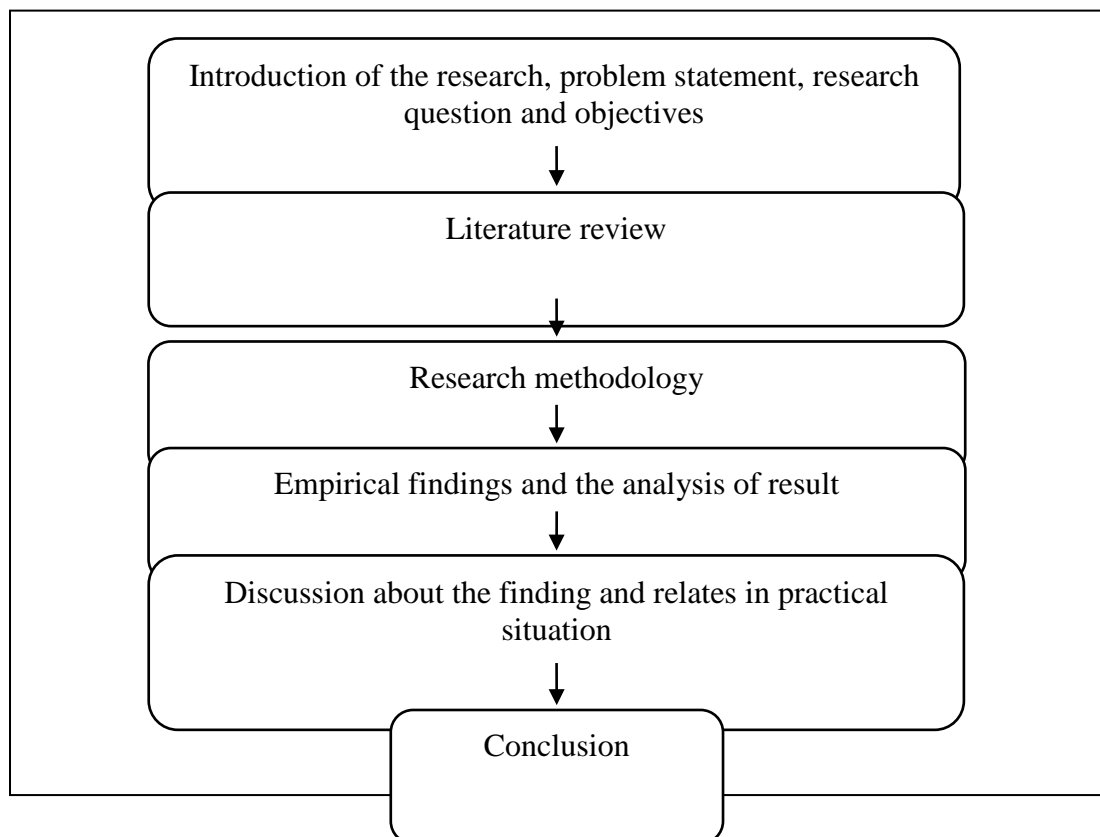 Introduction of the research, problem statement, research
question and objectives
Literature review
Research methodology
Empirical findings and the analysis of result
Discussion about the finding and relates in practical
situation
Conclusion